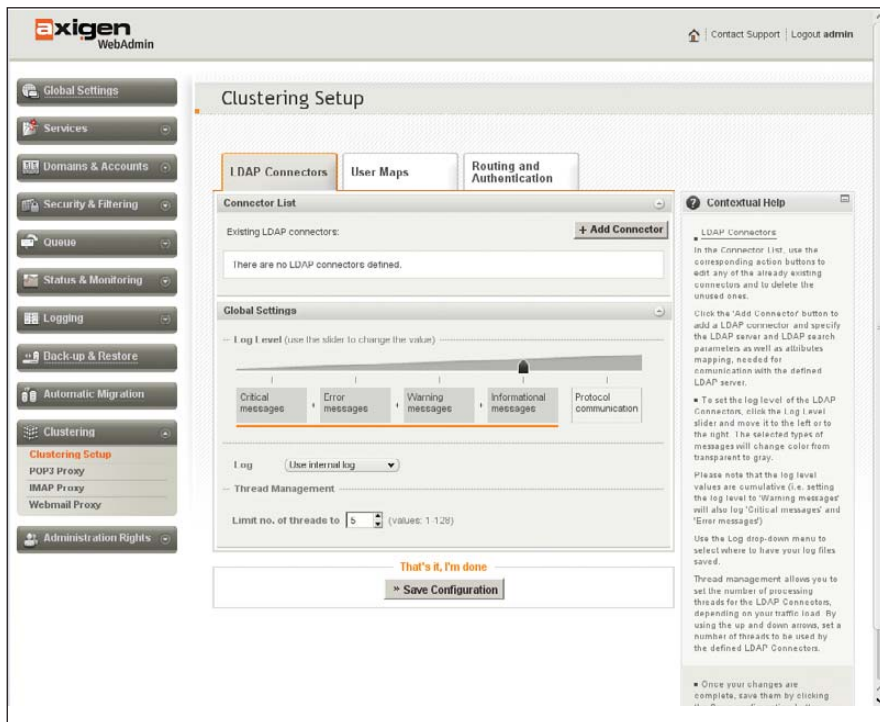 axigen
WebAdmin
Contact Support | Logout admin
Global Settings
Services
Domains & Accounts
Security & Filtering
Queue
Status & Monitoring
Logging
Back-up & Restore
Automatic Migration
Clustering
Clustering Setup
POP3 Proxy
IMAP Proxy
Webmail Proxy
Administration Rights
Clustering Setup
LDAP Connectors
User Maps
Routing and
Authentication
Connector List
Existing LDAP connectors:
+ Add Connector
There are no LDAP connectors defined.
Global Settings
Log Level (use the slider to change the value)
Critical
messages
+
Error
messages
+
Warning
messages
+
Informational
messages
Protocol
communication
Log
Use internal log
Thread Management
Limit no. of threads to 5 (values: 1-128)
That's it, I'm done
» Save Configuration
Contextual Help
LDAP Connectors
In the Connector List, use the
corresponding action buttons to
edit any of the already existing
connectors and to delete the
unused ones.
Click the 'Add Connector' button to
add a LDAP connector and specify
the LDAP server and LDAP search
parameters as well as attributes
mapping, needed for
comunication with the defined
LDAP server.
■ To set the log level of the LDAP
Connectors, click the Log Level
slider and move it to the left or to
the right. The selected types of
messages will change color from
transparent to gray.
Please note that the log level
values are cumulative (i.e. setting
the log level to 'Warning messages'
will also log 'Critical messages' and
'Error messages')
Use the Log drop-down menu to
select where to have your log files
saved.
Thread management allows you to
set the number of processing
threads for the LDAP Connectors,
depending on your traffic load. By
using the up and down arrows, set a
number of threads to be used by
the defined LDAP Connectors.
■ Once your changes are
complete, save them by clicking